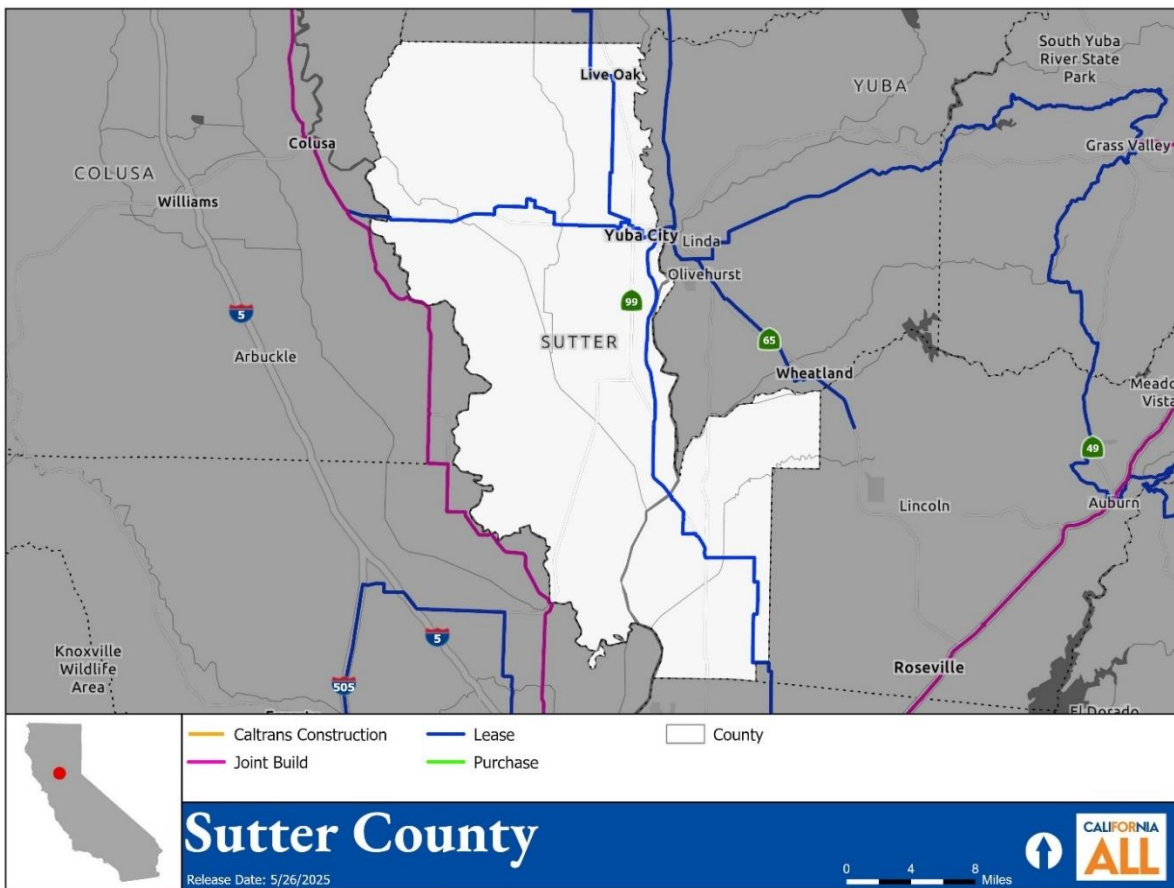 South Yuba
River State
Park
Live Oak
YUBA
Colusa
Grass Valley
COLUSA
Williams
Yuba City
Linda
Olivehurst
99
5
65
SUTTER
Arbuckle
Wheatland
Meadow
Vista
49
Lincoln
Auburn
5
Knoxville
Wildlife
Area
505
Roseville
El Dorado
Caltrans Construction
Lease
County
Joint Build
Purchase
Sutter County
Release Date: 5/26/2025
0 4 8
Miles
CALIFORNIA
ALL